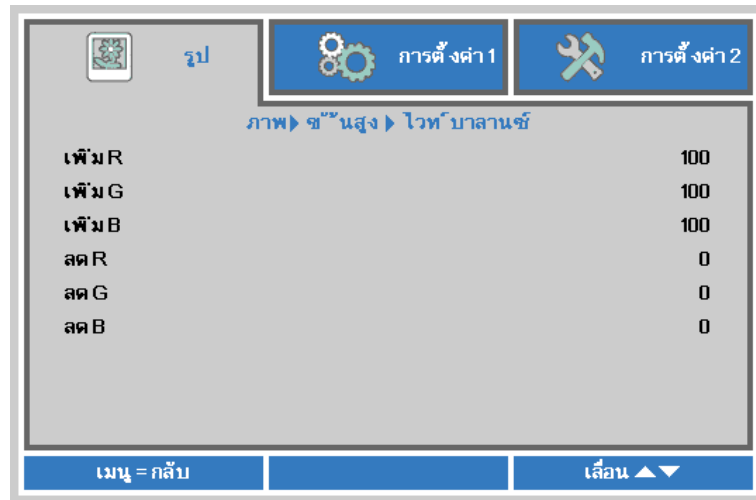 รูป การตั้งค่า 1 การตั้งค่า 2
ภาพ ▶ ขั้นสูง ▶ ไวท์บาลานซ์
เพิ่ม R 100
เพิ่ม G 100
เพิ่ม B 100
ลด R 0
ลด G 0
ลด B 0
เมนู = กลับ เลื่อน ▲▼